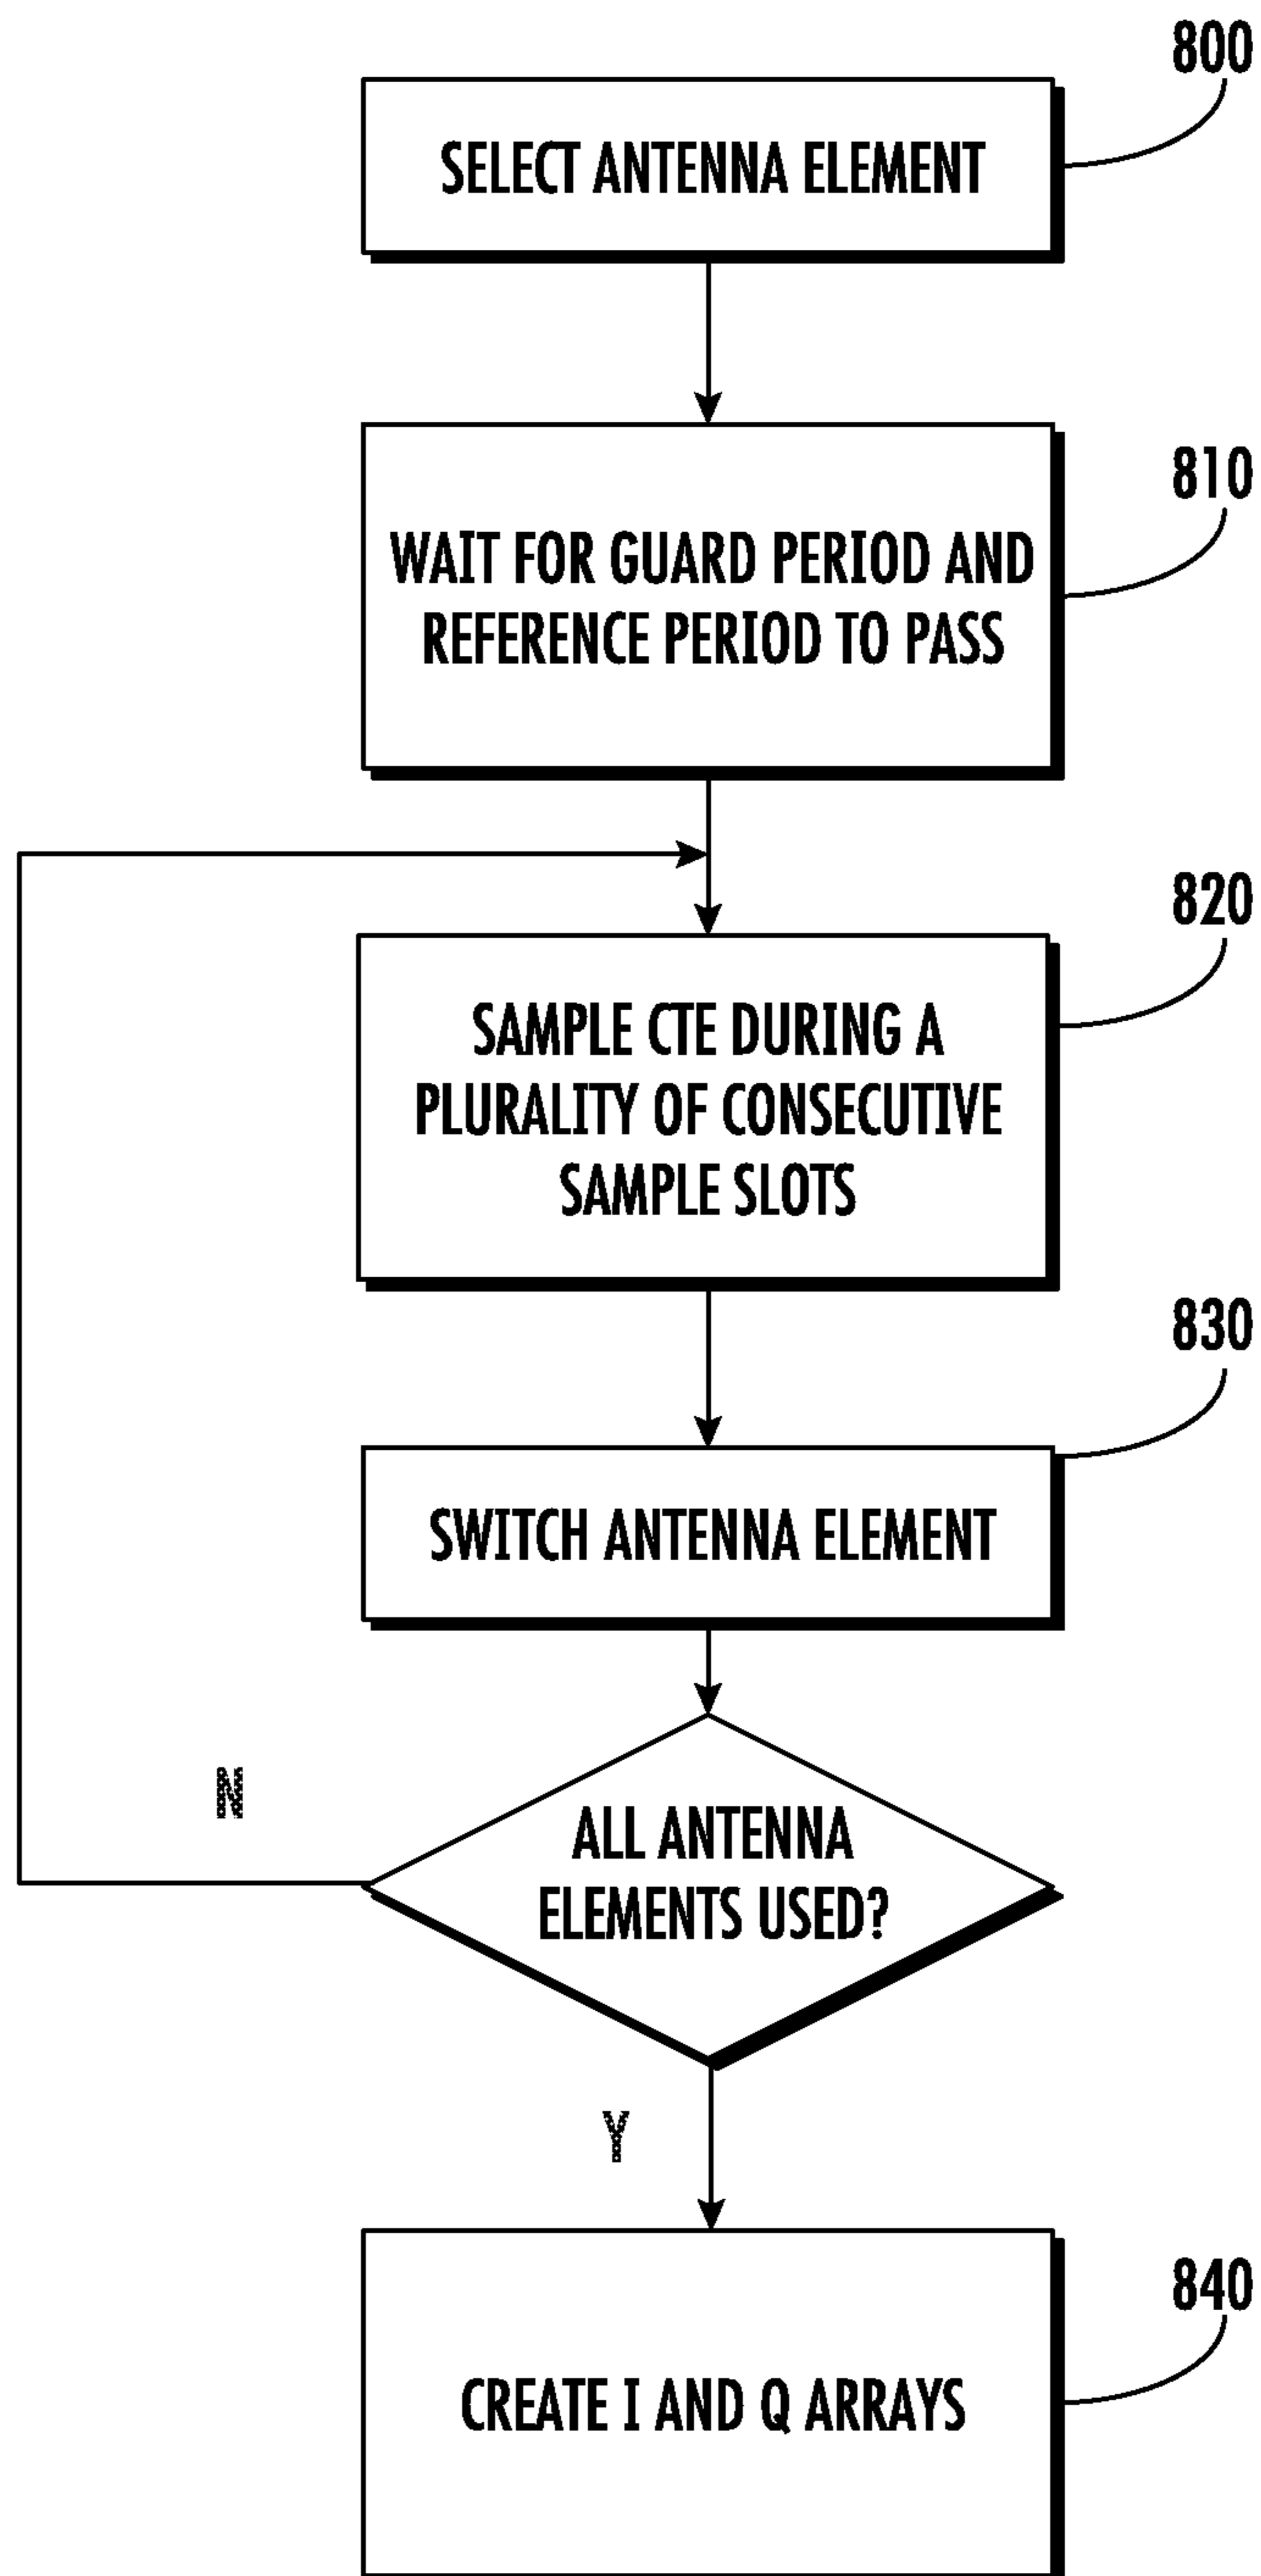 800
SELECT ANTENNA ELEMENT
810
WAIT FOR GUARD PERIOD AND
REFERENCE PERIOD TO PASS
820
SAMPLE CTE DURING A
PLURALITY OF CONSECUTIVE
SAMPLE SLOTS
830
SWITCH ANTENNA ELEMENT
N
ALL ANTENNA
ELEMENTS USED?
Y
840
CREATE I AND Q ARRAYS